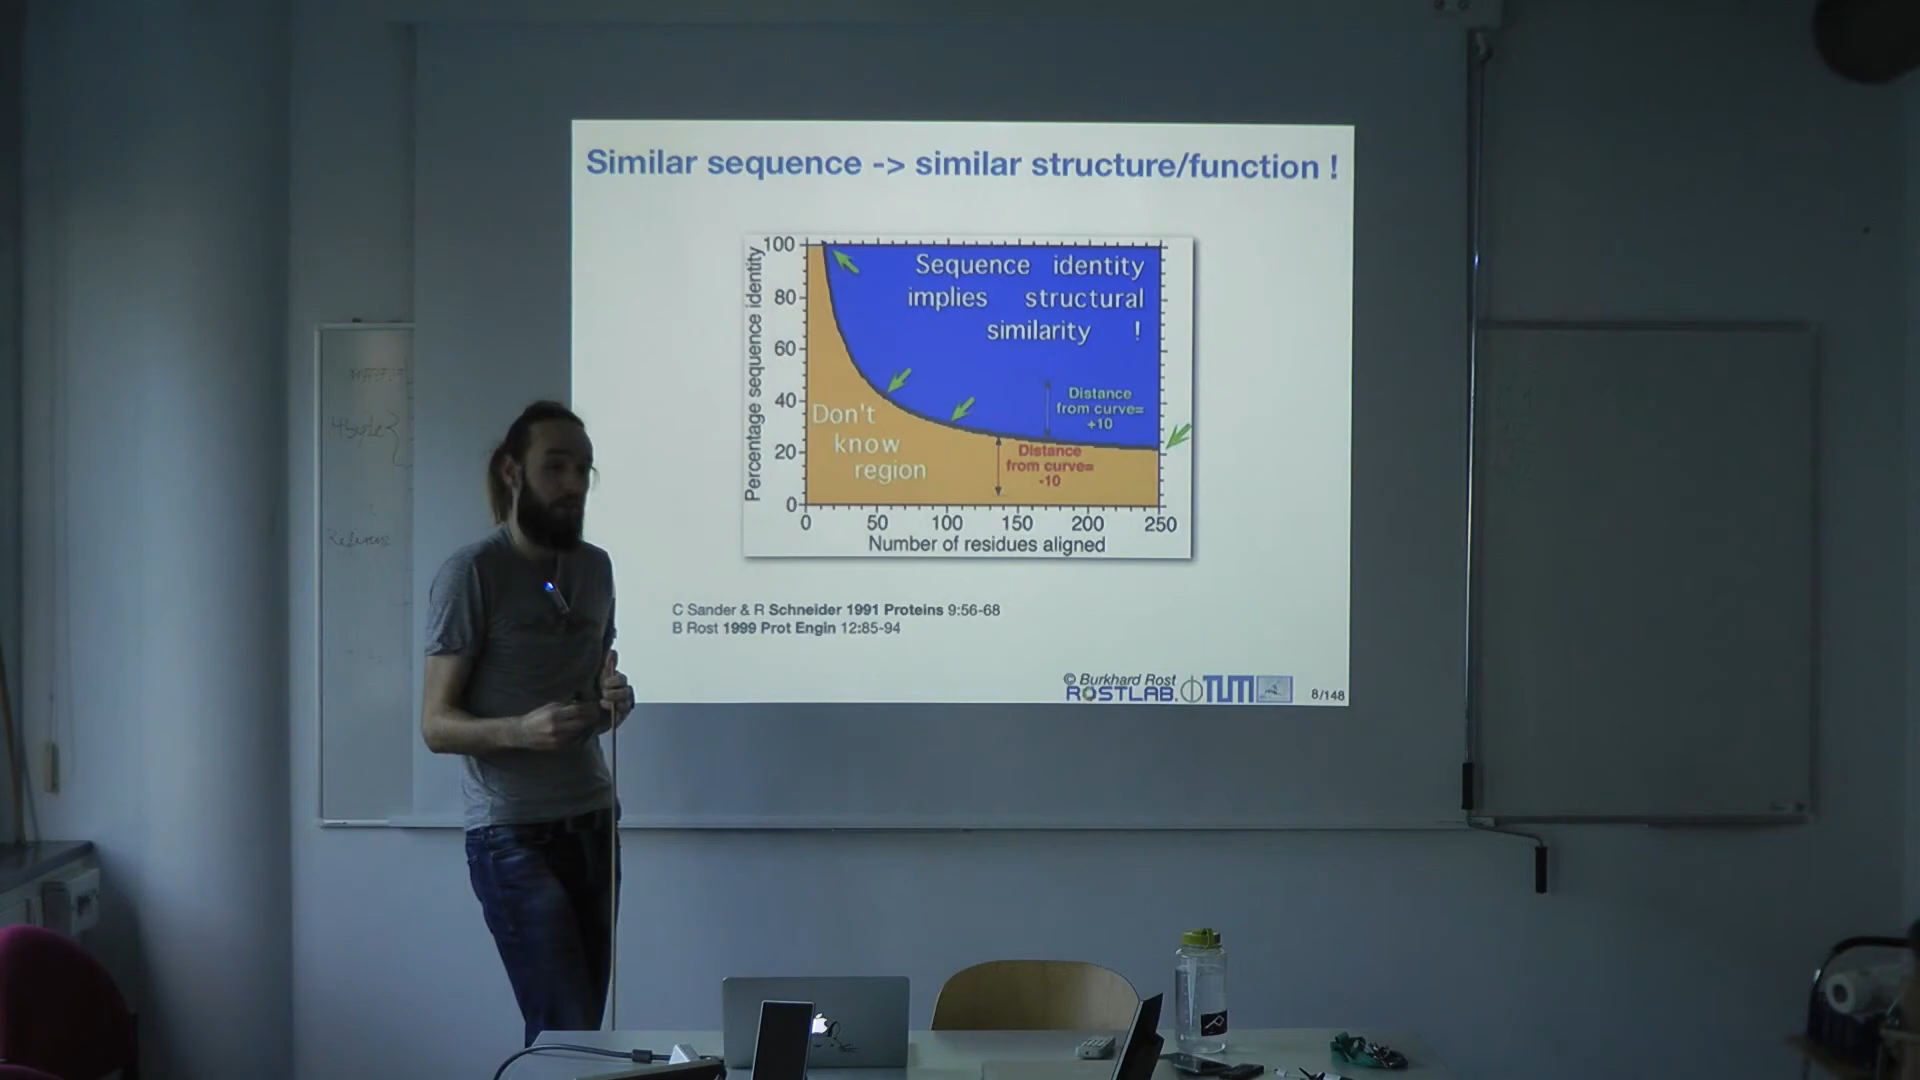 Similar sequence -> similar structure/function !
Percentage sequence identity
100
80
60
40
20
0
Sequence identity
implies structural
similarity !
Distance
from curve=
+10
Don't
know
region
Distance
from curve=
-10
0 50 100 150 200 250
Number of residues aligned
C Sander & R Schneider 1991 Proteins 9:56-68
B Rost 1999 Prot Engin 12:85-94
© Burkhard Rost
ROSTLAB
TUM
8/148